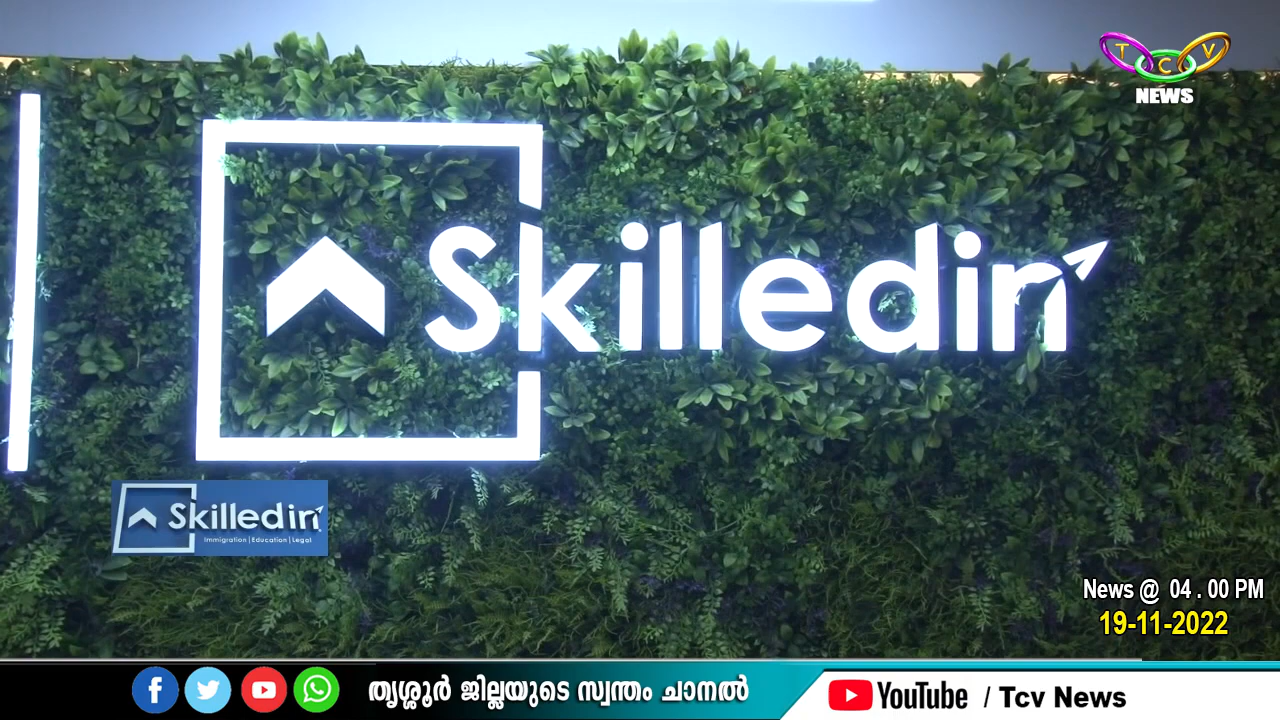 T C V
NEWS
Skilledin
Skilledin
Immigration | Education | Legal
News @ 04 . 00 PM
19-11-2022
തൃശ്ശൂർ ജില്ലയുടെ സ്വന്തം ചാനൽ
YouTube / Tcv News